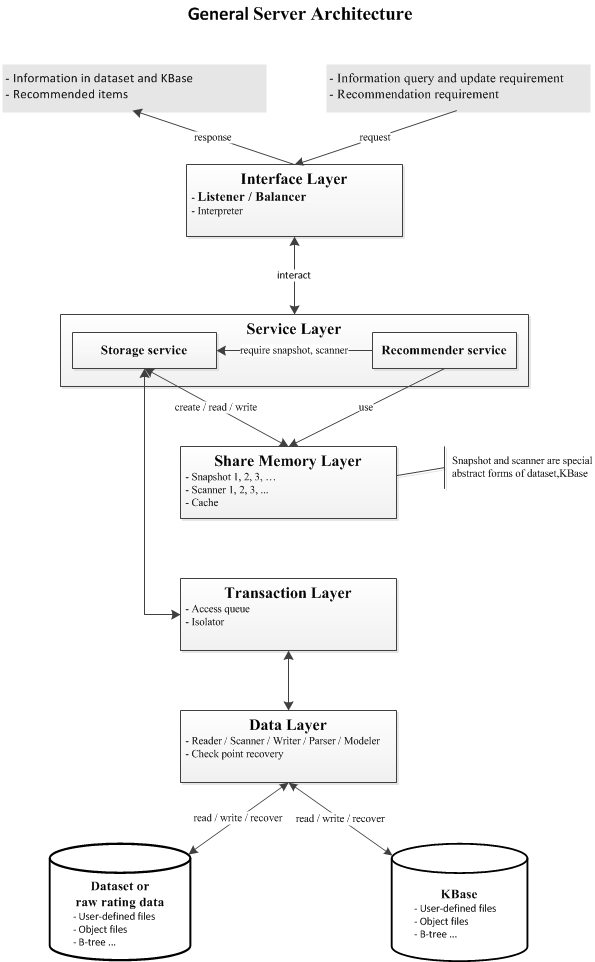 General Server Architecture
- Information in dataset and KBase
- Recommended items
- Information query and update requirement
- Recommendation requirement
response
request
Interface Layer
- Listener / Balancer
- Interpreter
interact
Service Layer
Storage service
require snapshot, scanner
Recommender service
create / read / write
use
Share Memory Layer
- Snapshot 1, 2, 3, …
- Scanner 1, 2, 3, ...
- Cache
Snapshot and scanner are special
abstract forms of dataset,KBase
Transaction Layer
- Access queue
- Isolator
Data Layer
- Reader / Scanner / Writer / Parser / Modeler
- Check point recovery
read / write / recover
read / write / recover
Dataset or
raw rating data
- User-defined files
- Object files
- B-tree ...
KBase
- User-defined files
- Object files
- B-tree ...